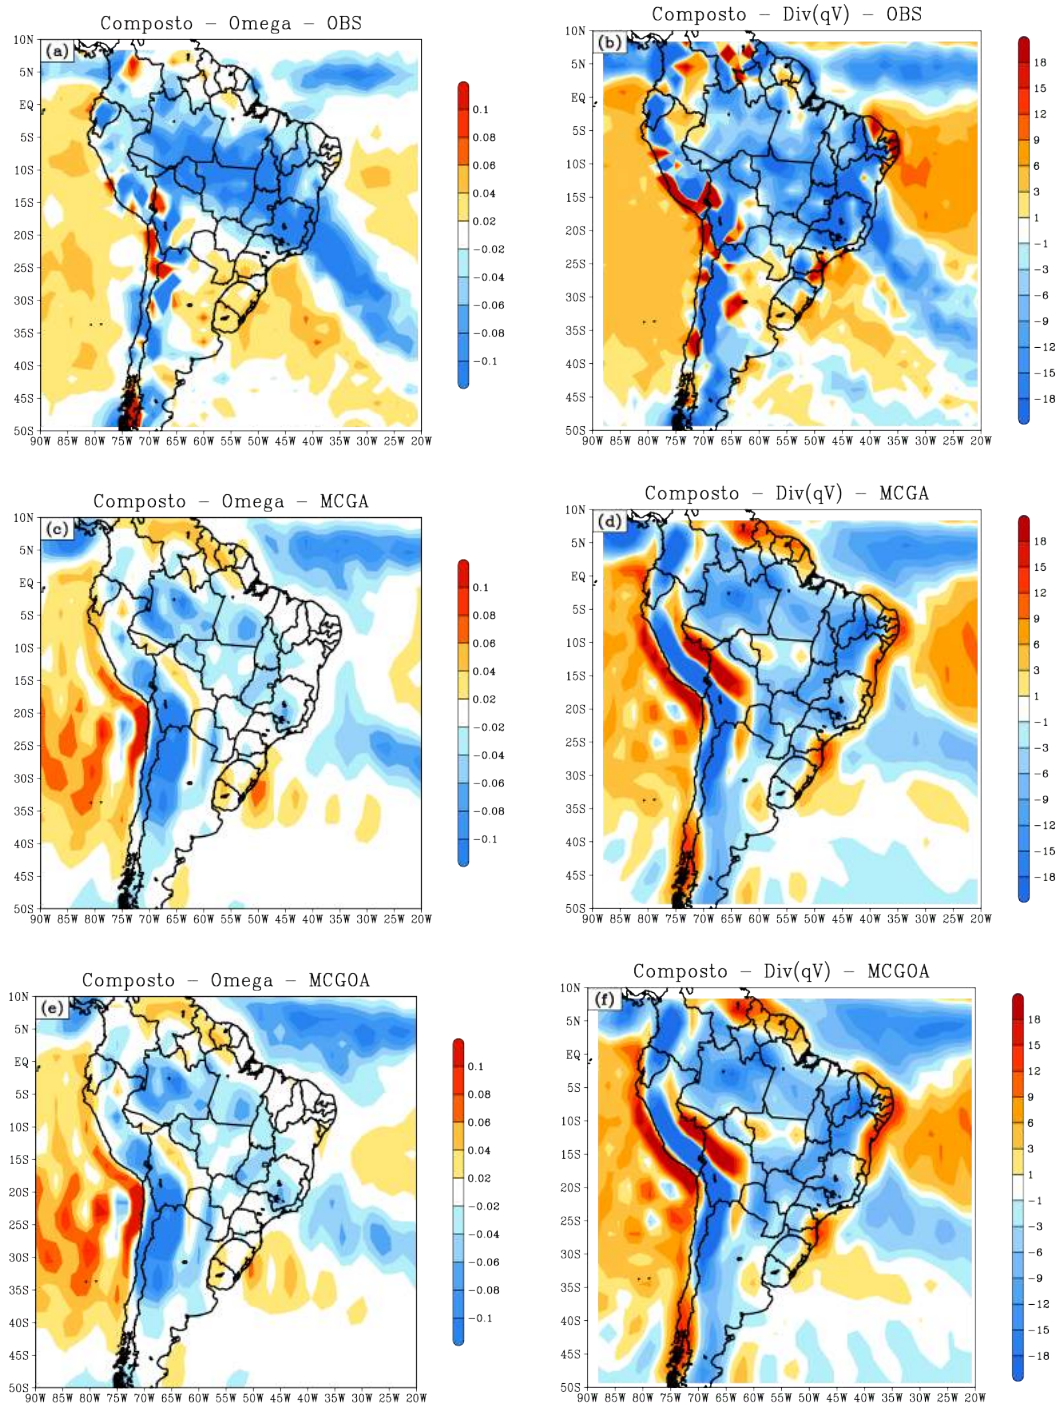 Composto - Omega - OBS
(a)
10N
5N
EQ
5S
10S
15S
20S
25S
30S
35S
40S
45S
50S
90W 85W 80W 75W 70W 65W 60W 55W 50W 45W 40W 35W 30W 25W 20W
0.1
0.08
0.06
0.04
0.02
-0.02
-0.04
-0.06
-0.08
-0.1
Composto - Div(qV) - OBS
(b)
10N
5N
EQ
5S
10S
15S
20S
25S
30S
35S
40S
45S
50S
90W 85W 80W 75W 70W 65W 60W 55W 50W 45W 40W 35W 30W 25W 20W
18
15
12
9
6
3
1
-1
-3
-6
-9
-12
-15
-18
Composto - Omega - MCGA
(c)
10N
5N
EQ
5S
10S
15S
20S
25S
30S
35S
40S
45S
50S
90W 85W 80W 75W 70W 65W 60W 55W 50W 45W 40W 35W 30W 25W 20W
0.1
0.08
0.06
0.04
0.02
-0.02
-0.04
-0.06
-0.08
-0.1
Composto - Div(qV) - MCGA
(d)
10N
5N
EQ
5S
10S
15S
20S
25S
30S
35S
40S
45S
50S
90W 85W 80W 75W 70W 65W 60W 55W 50W 45W 40W 35W 30W 25W 20W
18
15
12
9
6
3
1
-1
-3
-6
-9
-12
-15
-18
Composto - Omega - MCGOA
(e)
10N
5N
EQ
5S
10S
15S
20S
25S
30S
35S
40S
45S
50S
90W 85W 80W 75W 70W 65W 60W 55W 50W 45W 40W 35W 30W 25W 20W
0.1
0.08
0.06
0.04
0.02
-0.02
-0.04
-0.06
-0.08
-0.1
Composto - Div(qV) - MCGOA
(f)
10N
5N
EQ
5S
10S
15S
20S
25S
30S
35S
40S
45S
50S
90W 85W 80W 75W 70W 65W 60W 55W 50W 45W 40W 35W 30W 25W 20W
18
15
12
9
6
3
1
-1
-3
-6
-9
-12
-15
-18